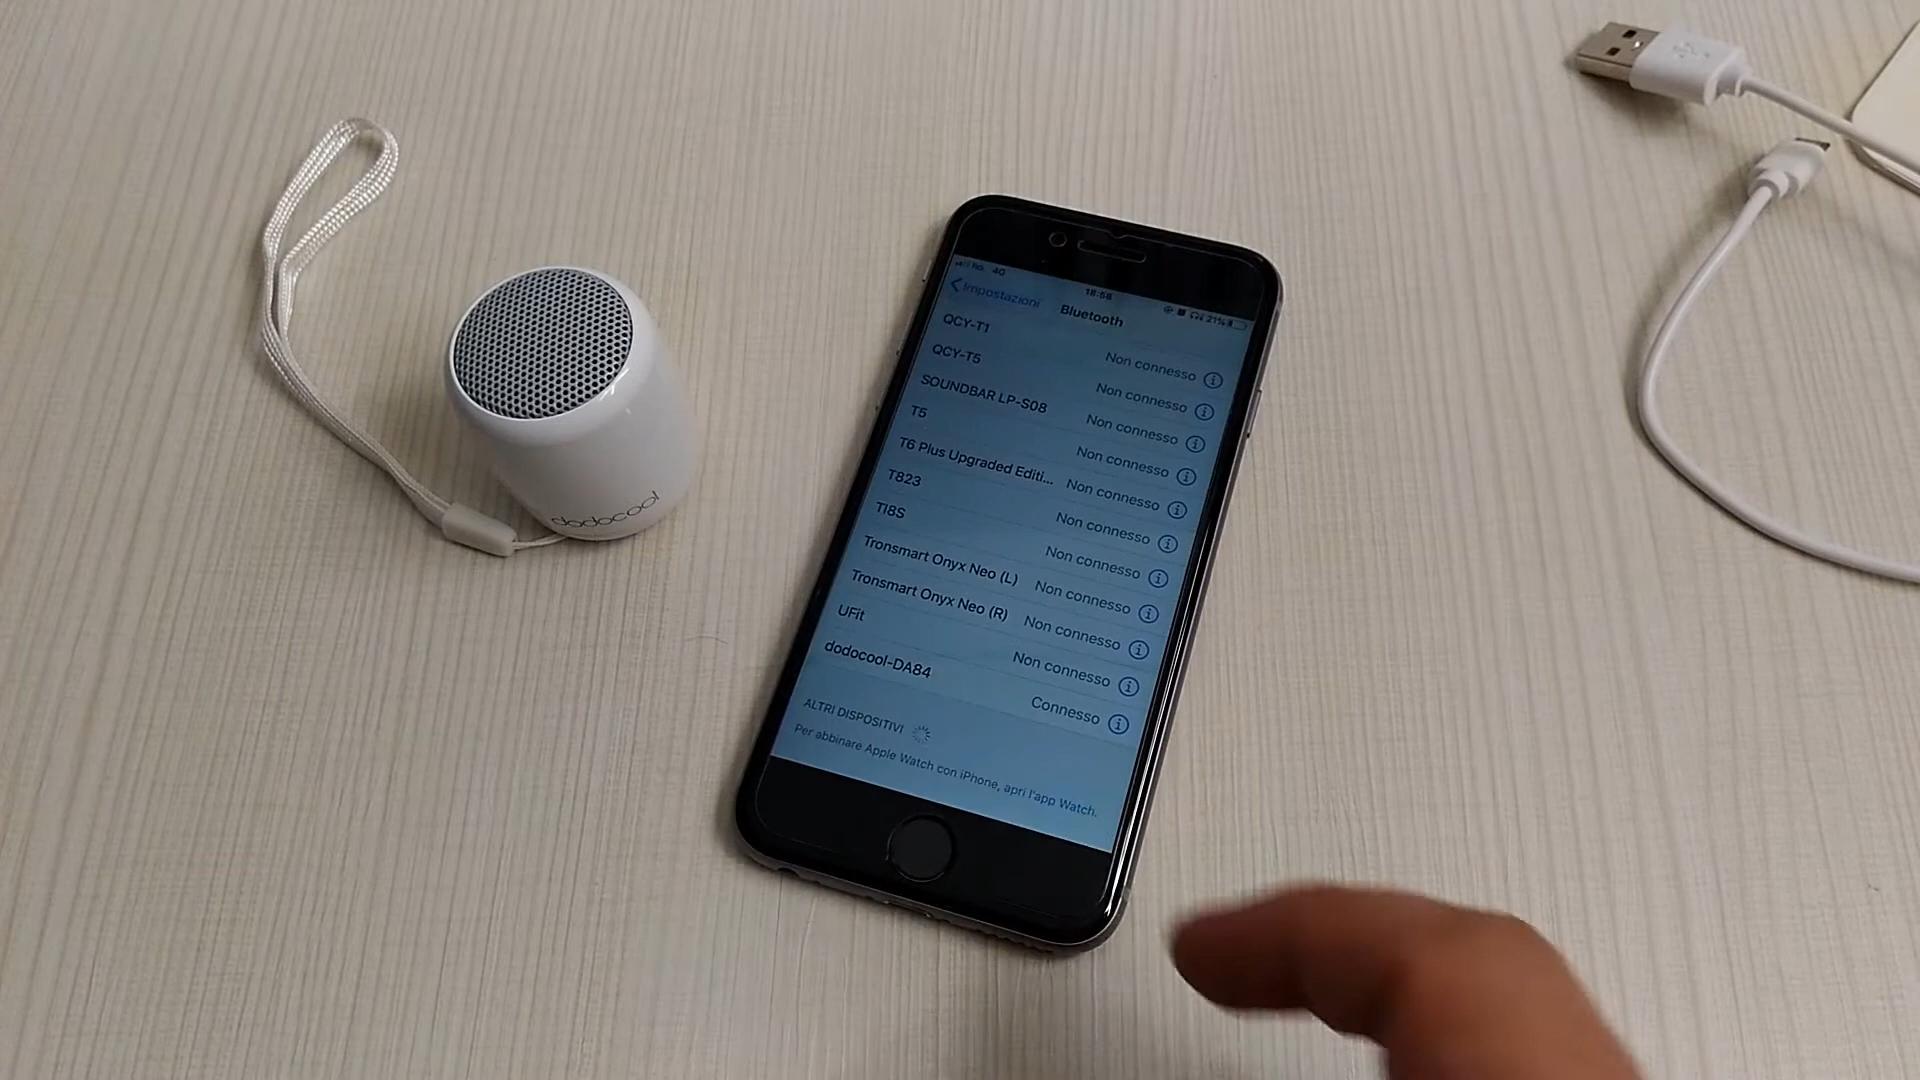 dodocool
4G
18:58
21%
Impostazioni
Bluetooth
QCY-T1
Non connesso
QCY-T5
Non connesso
SOUNDBAR LP-S08
Non connesso
T5
Non connesso
T6 Plus Upgraded Editi...
Non connesso
T823
Non connesso
TI8S
Non connesso
Tronsmart Onyx Neo (L)
Non connesso
Tronsmart Onyx Neo (R)
Non connesso
UFit
Non connesso
dodocool-DA84
Connesso
ALTRI DISPOSITIVI
Per abbinare Apple Watch con iPhone, apri l'app Watch.